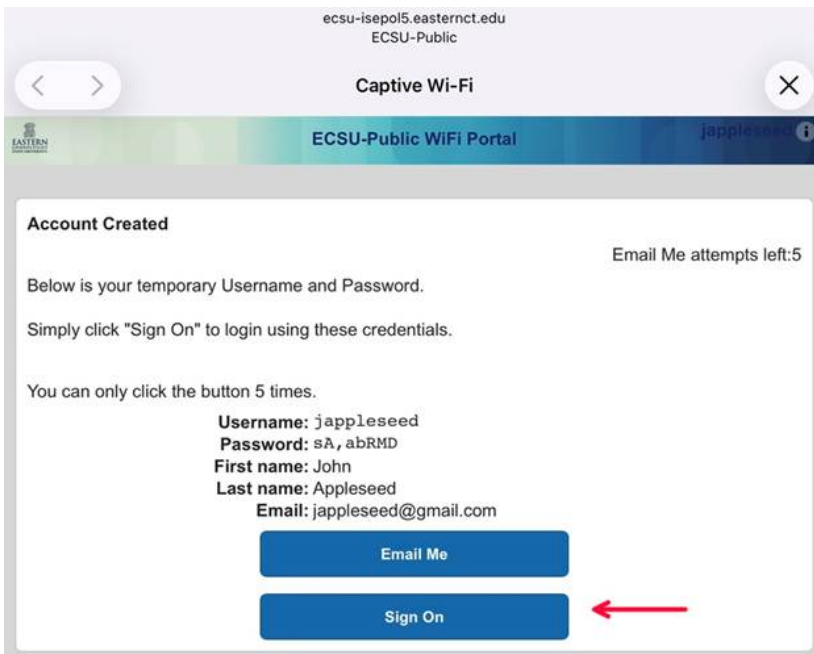 ecsu-isepol5.easternct.edu
ECSU-Public
Captive Wi-Fi
EASTERN
ECSU-Public WiFi Portal
jappleseed
Account Created
Email Me attempts left:5
Below is your temporary Username and Password.
Simply click "Sign On" to login using these credentials.
You can only click the button 5 times.
Username: jappleseed
Password: sA,abRMD
First name: John
Last name: Appleseed
Email: jappleseed@gmail.com
Email Me
Sign On